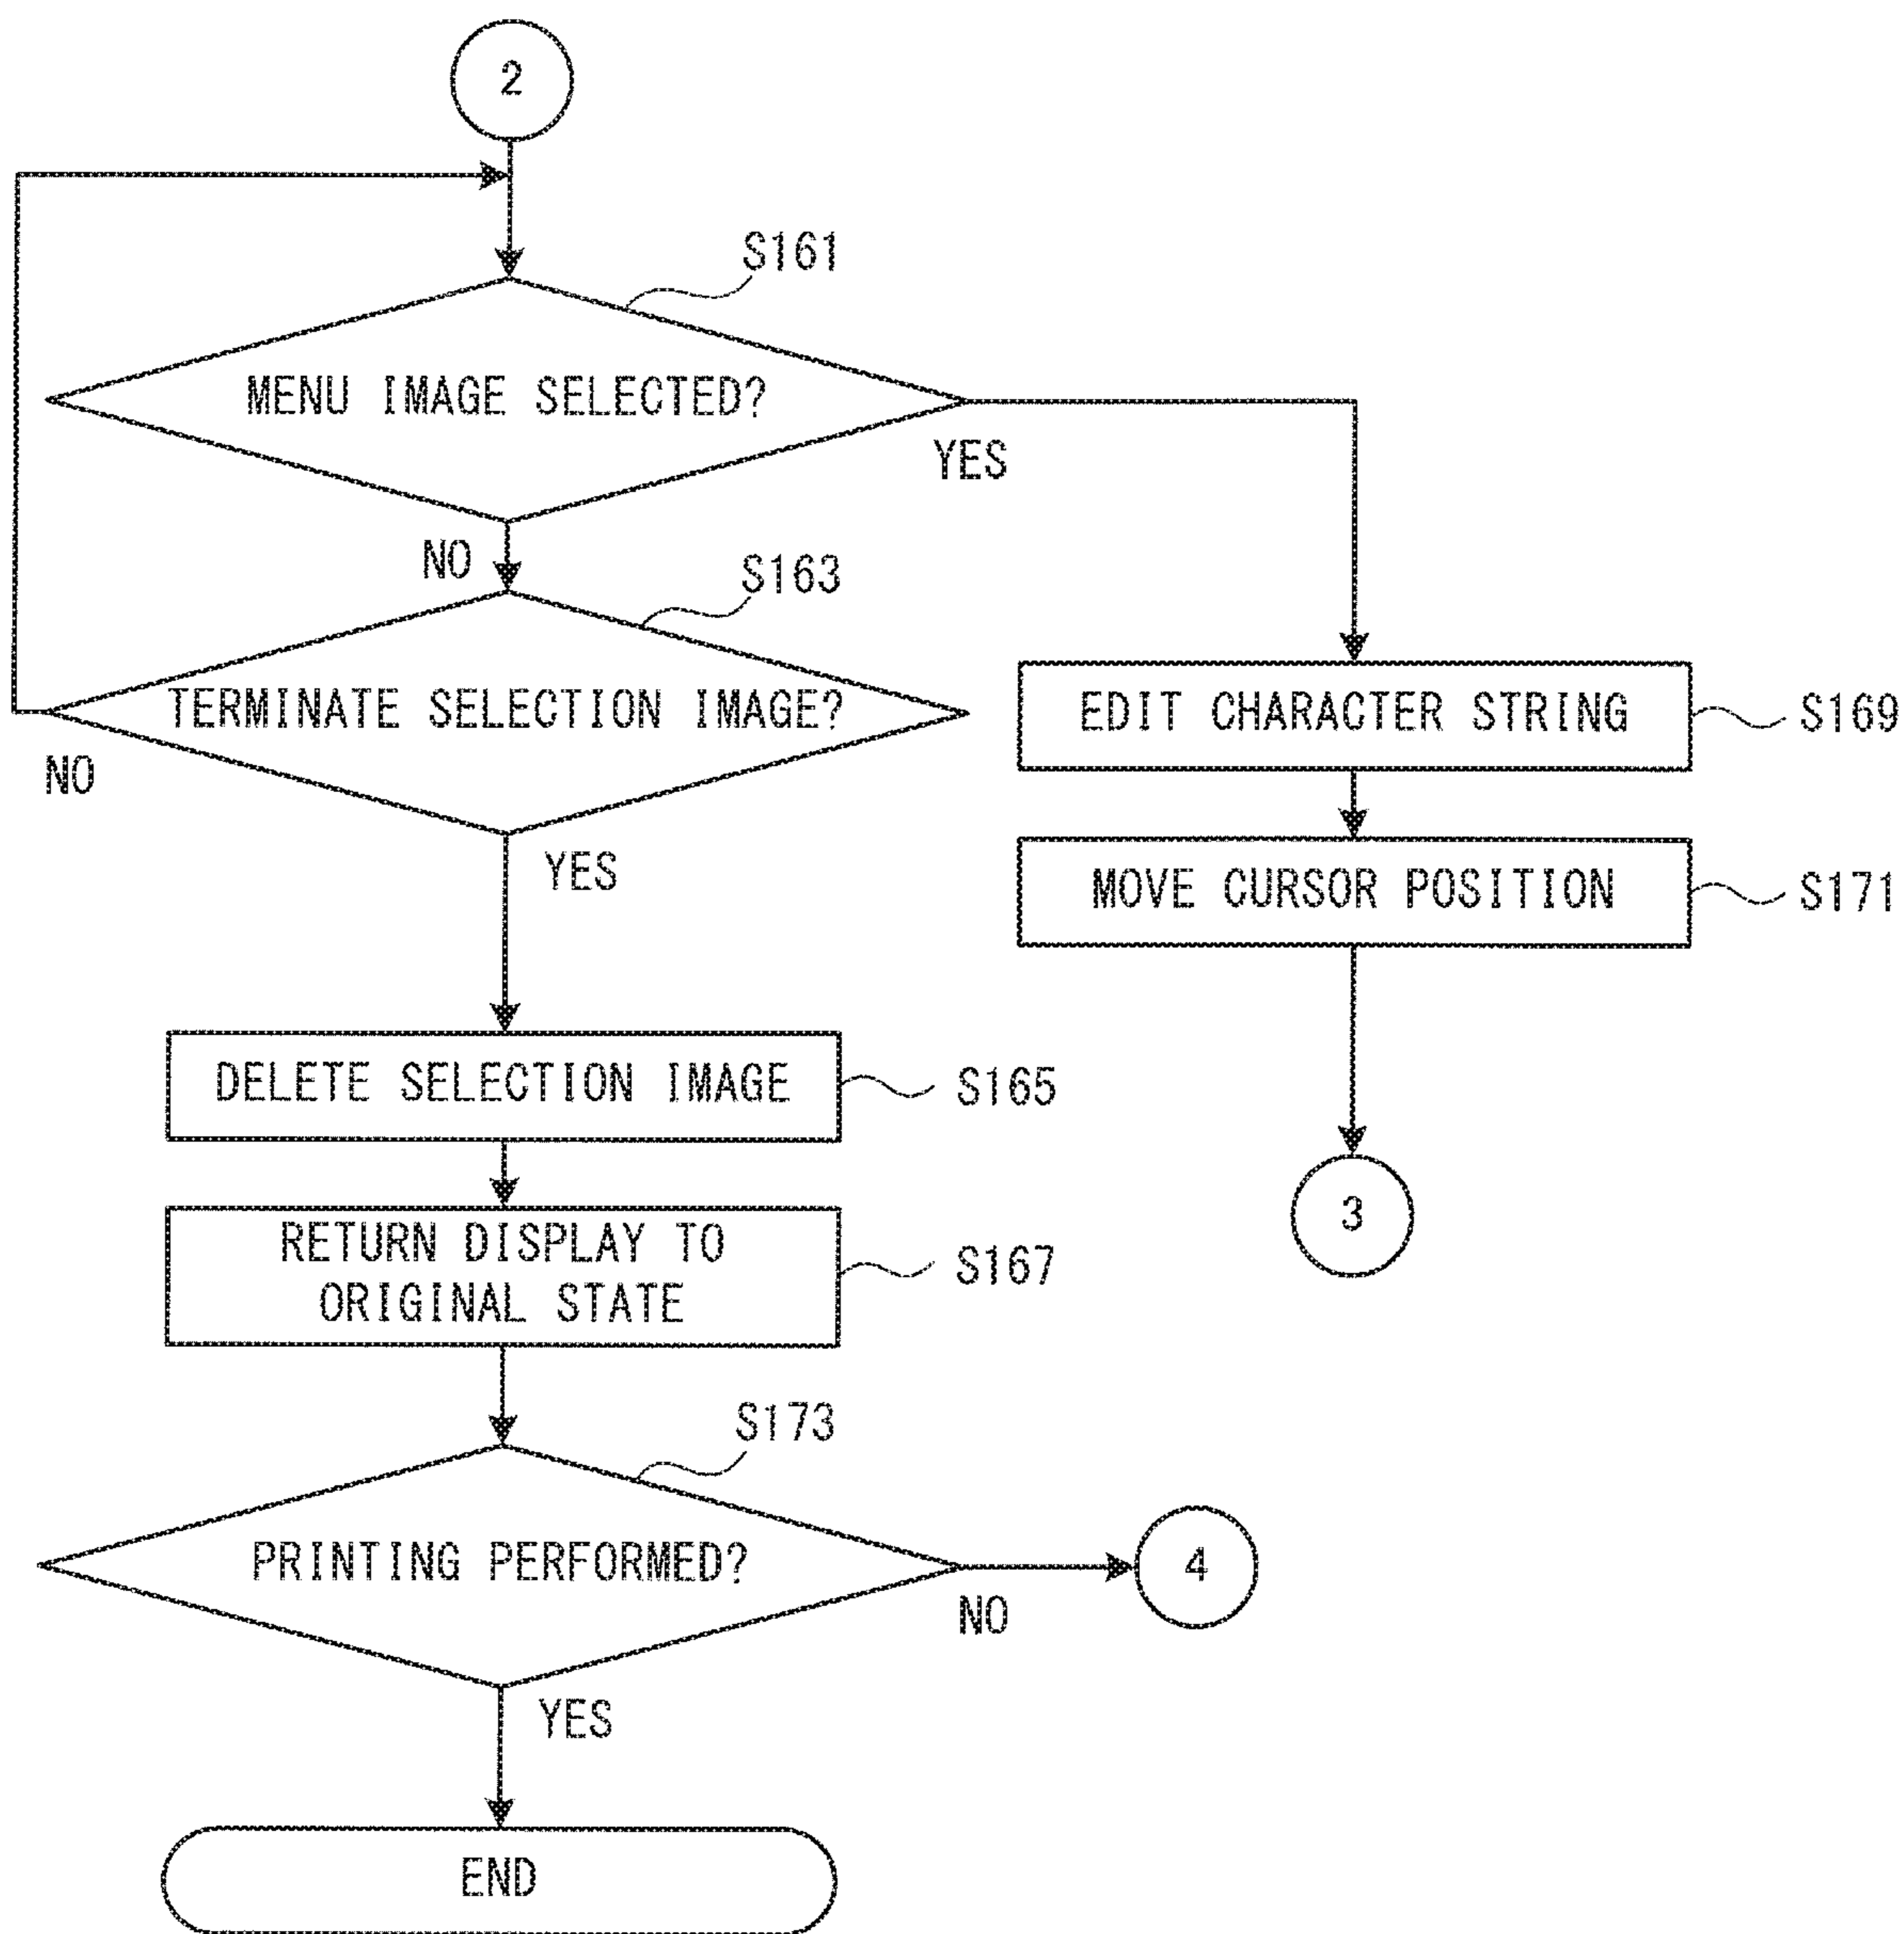 2
S161
MENU IMAGE SELECTED?
YES
NO
S163
TERMINATE SELECTION IMAGE?
NO
YES
EDIT CHARACTER STRING
S169
MOVE CURSOR POSITION
S171
3
DELETE SELECTION IMAGE
S165
RETURN DISPLAY TO
ORIGINAL STATE
S167
S173
PRINTING PERFORMED?
NO
4
YES
END